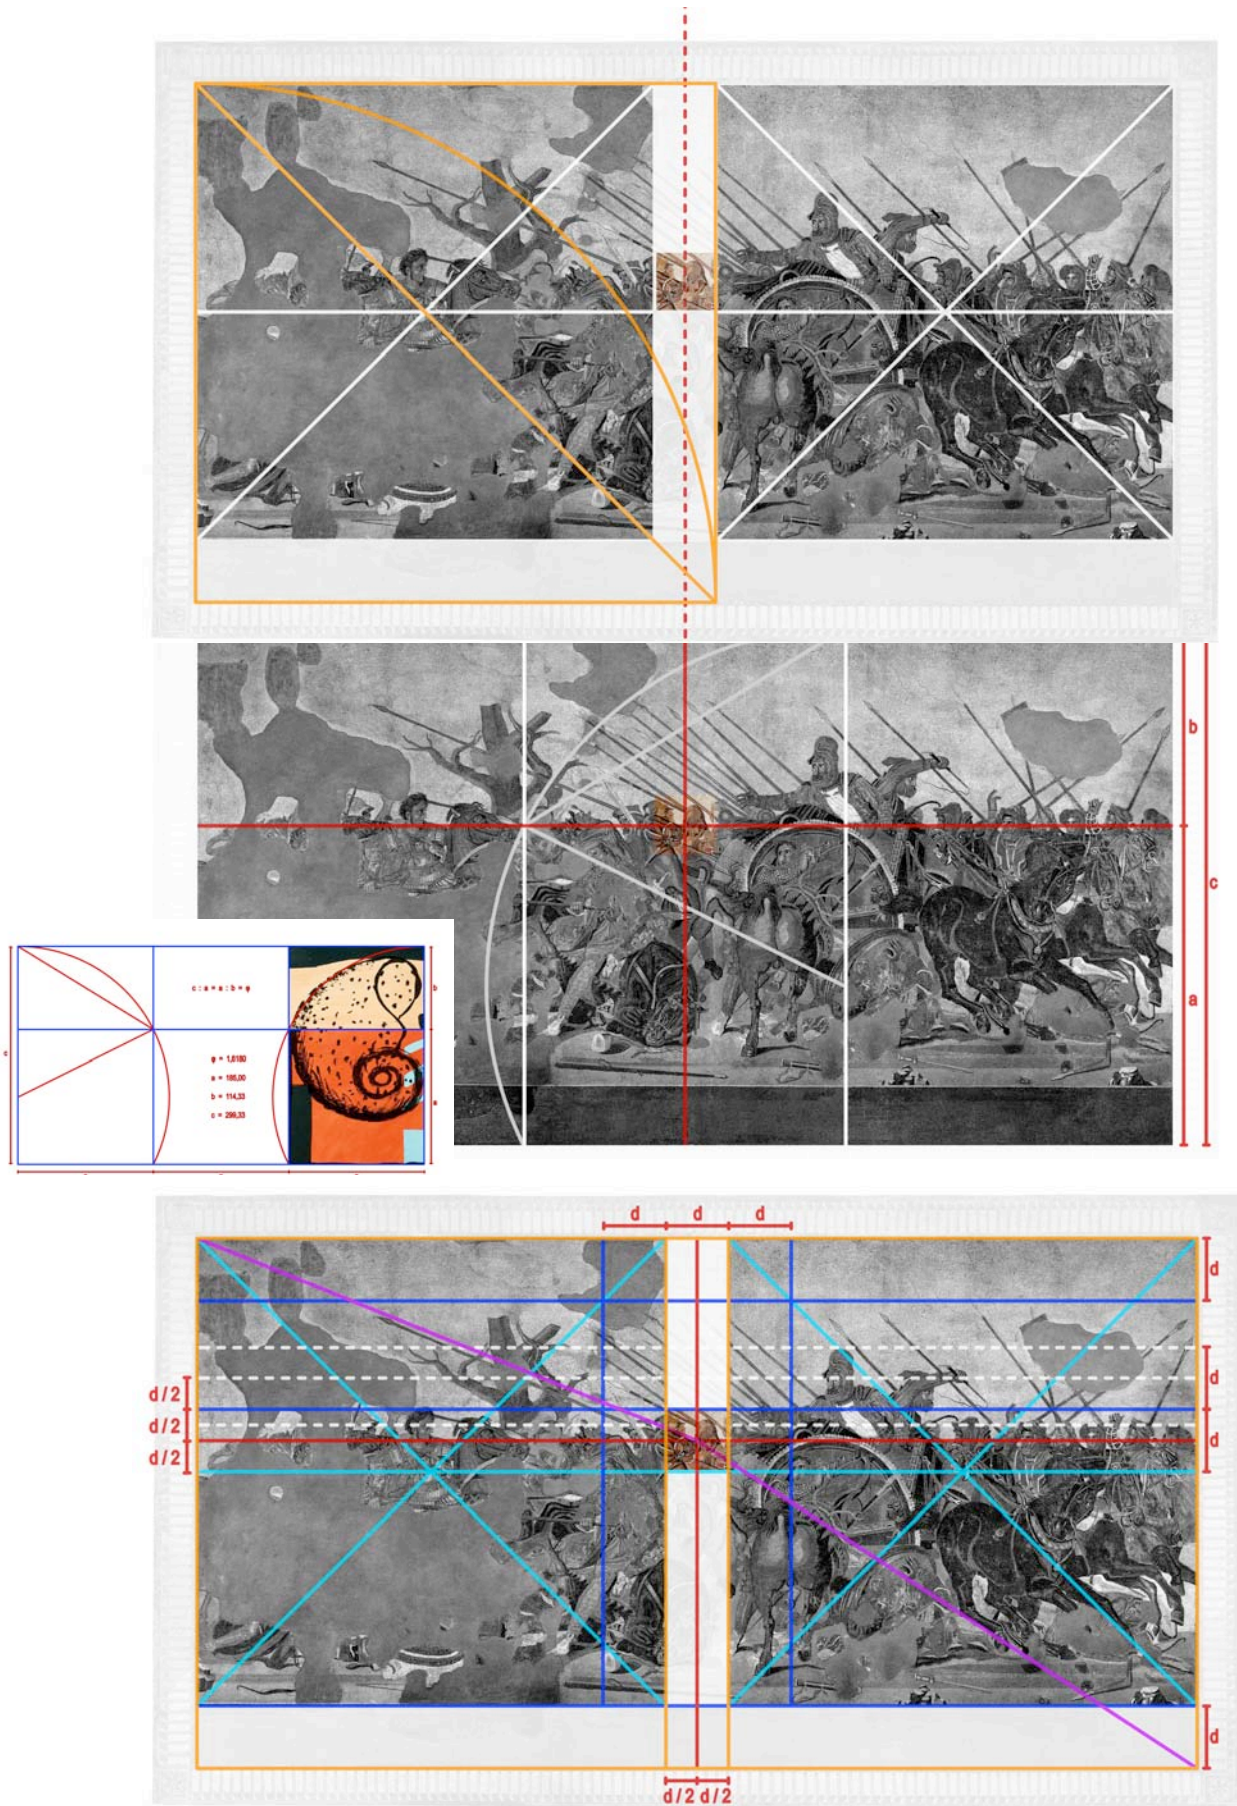 b
c
a
c : a = a : b = φ
b
c
φ = 1,6180
a = 185,00
b = 114,33
c = 299,33
a
d
d
d
d
d/2
d
d/2
d
d/2
d
d/2
d/2